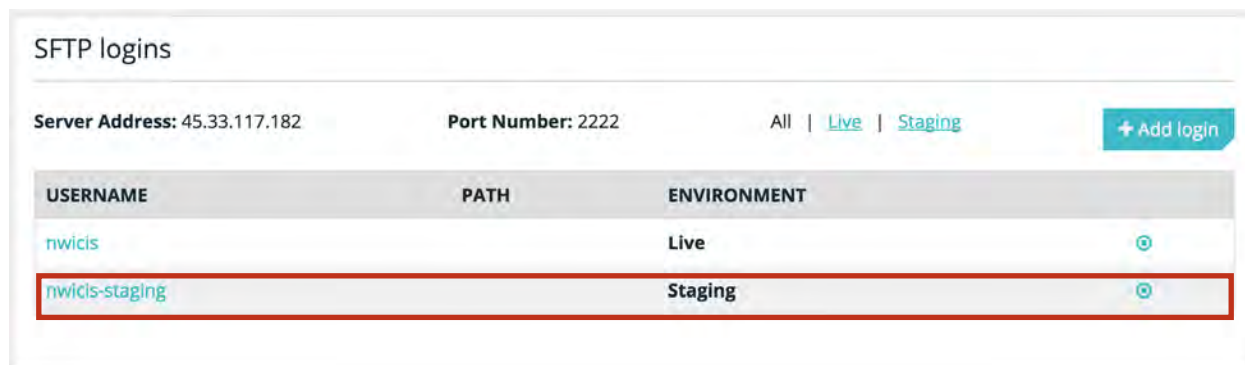 SFTP logins
Server Address: 45.33.117.182 Port Number: 2222 All | Live | Staging + Add login
USERNAME PATH ENVIRONMENT
nwicis Live
nwicis-staging Staging